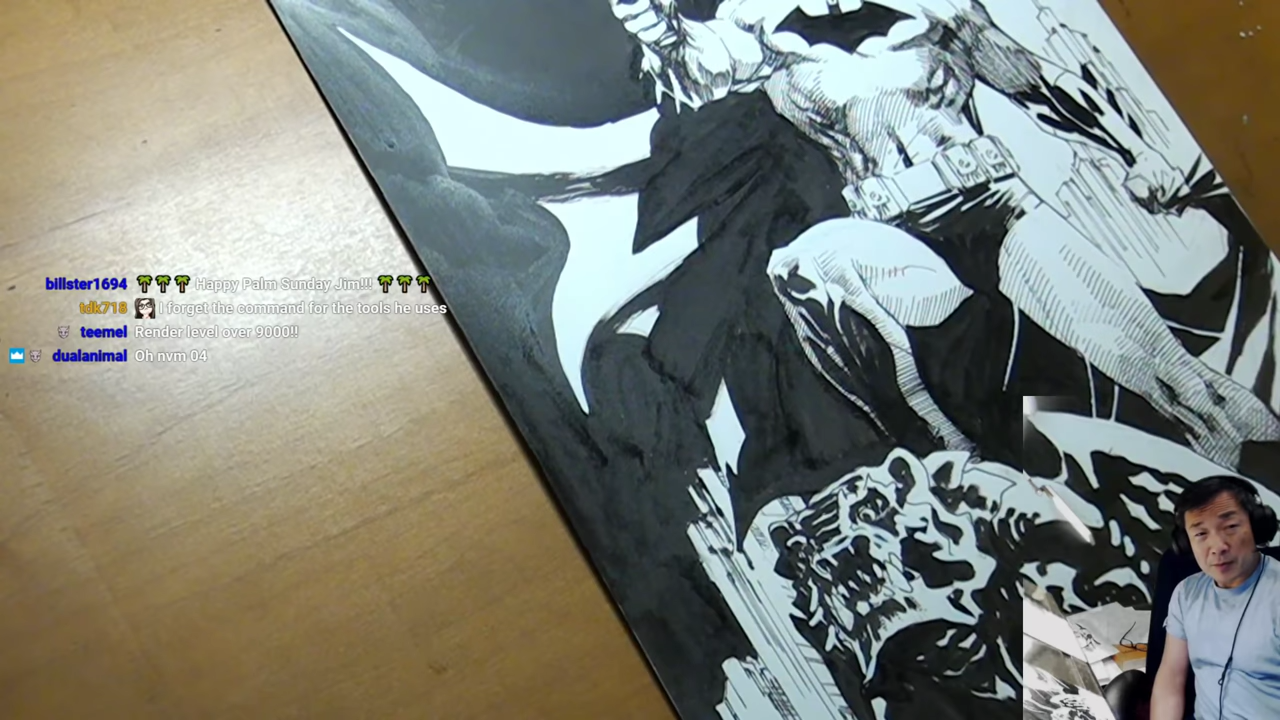 billster1694 🌴🌴🌴 Happy Palm Sunday Jim!!! 🌴🌴🌴
tdk718 I forget the command for the tools he uses
teemel Render level over 9000!!
dualanimal Oh nvm 04